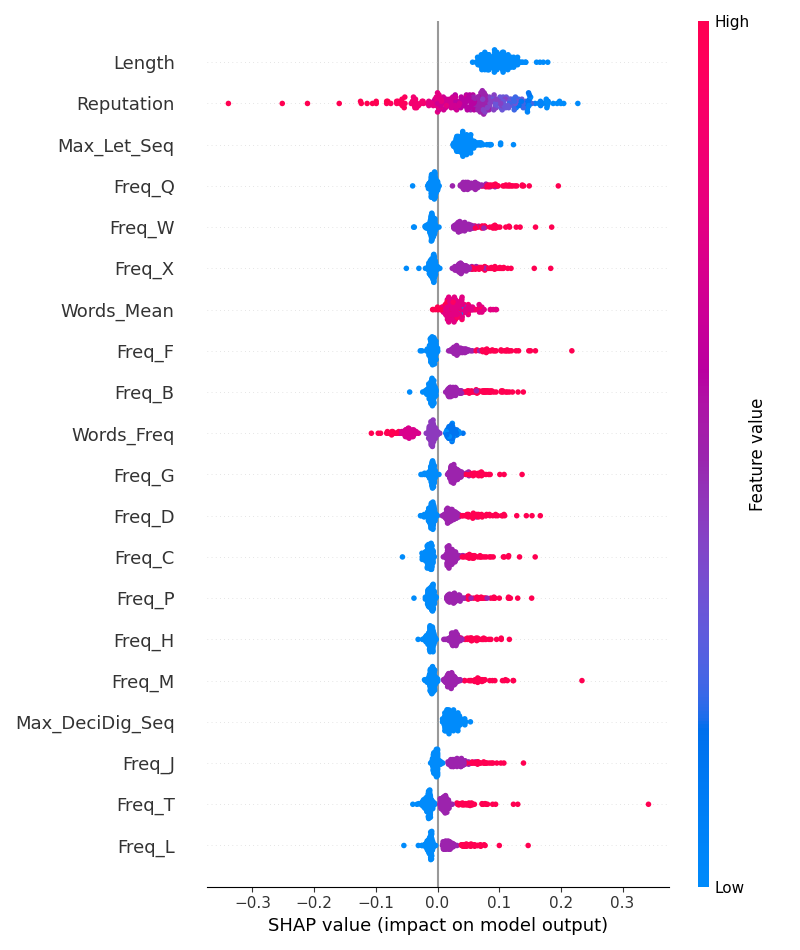 High
Length
Reputation
Max_Let_Seq
Freq_Q
Freq_W
Freq_X
Words_Mean
Freq_F
Freq_B
Words_Freq
Freq_G
Freq_D
Freq_C
Freq_P
Freq_H
Freq_M
Max_DeciDig_Seq
Freq_J
Freq_T
Freq_L
Feature value
Low
−0.3 −0.2 −0.1 0.0 0.1 0.2 0.3
SHAP value (impact on model output)